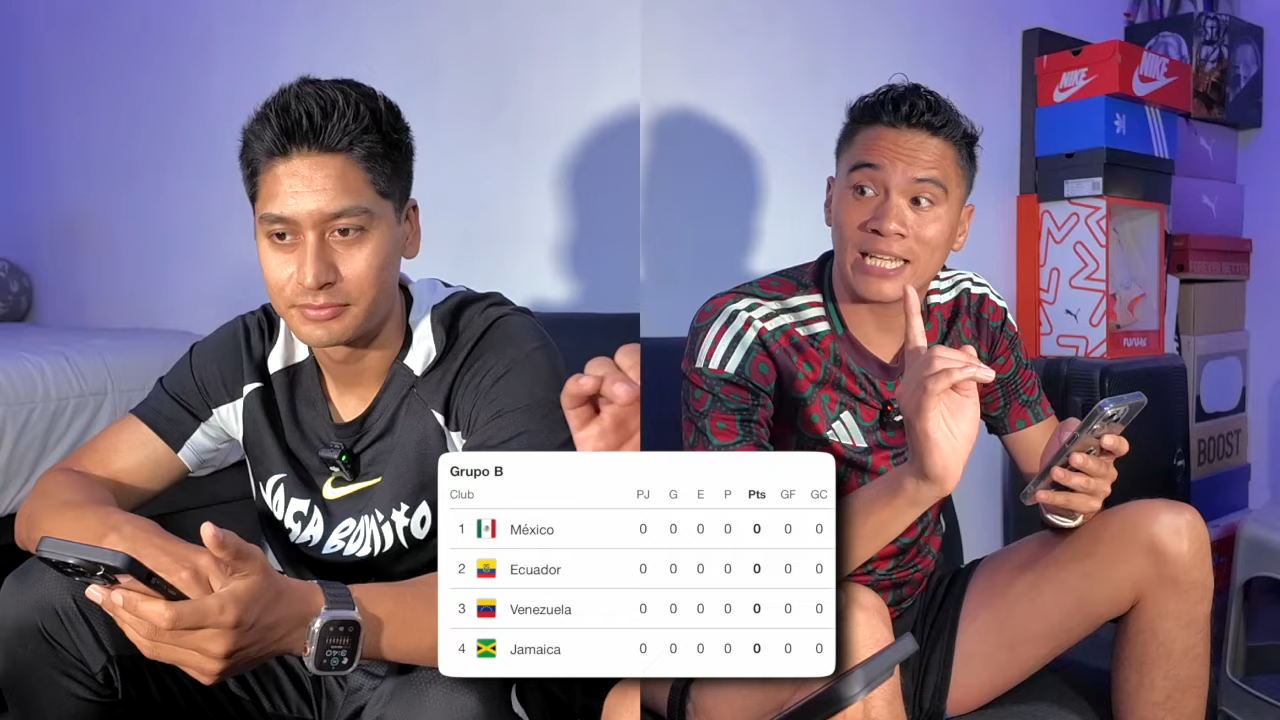 NIKE
NIKE
JOGA BONITO
BOOST
Grupo B
Club PJ G E P Pts GF GC
1 México 0 0 0 0 0 0 0
2 Ecuador 0 0 0 0 0 0 0
3 Venezuela 0 0 0 0 0 0 0
4 Jamaica 0 0 0 0 0 0 0